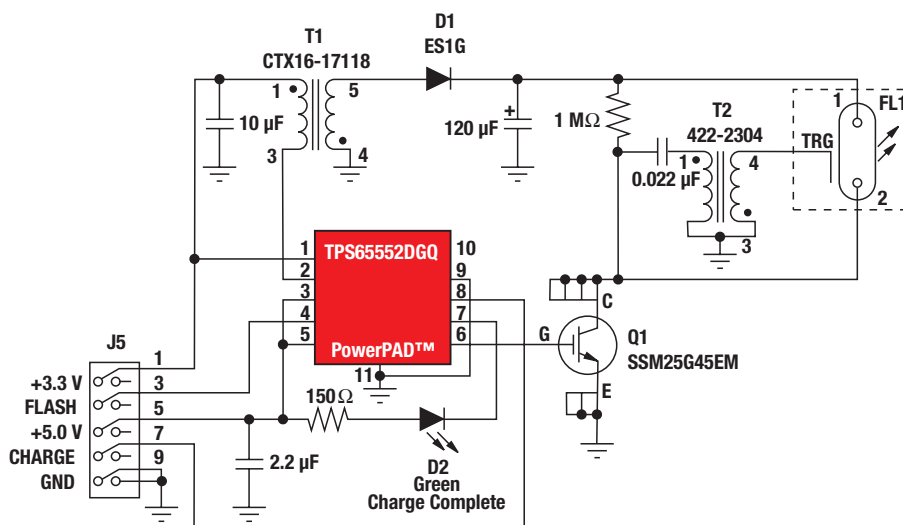 D1
ES1G
T1
CTX16-17118
1
5
3
4
10 µF
120 µF
+
1 MΩ
T2
422-2304
1
4
3
0.022 µF
TRG
1
FL1
2
TPS65552DGQ
PowerPAD™
1
2
3
4
5
10
9
8
7
6
11
C
G
E
Q1
SSM25G45EM
J5
1
3
5
7
9
+3.3 V
FLASH
+5.0 V
CHARGE
GND
150Ω
2.2 µF
D2
Green
Charge Complete